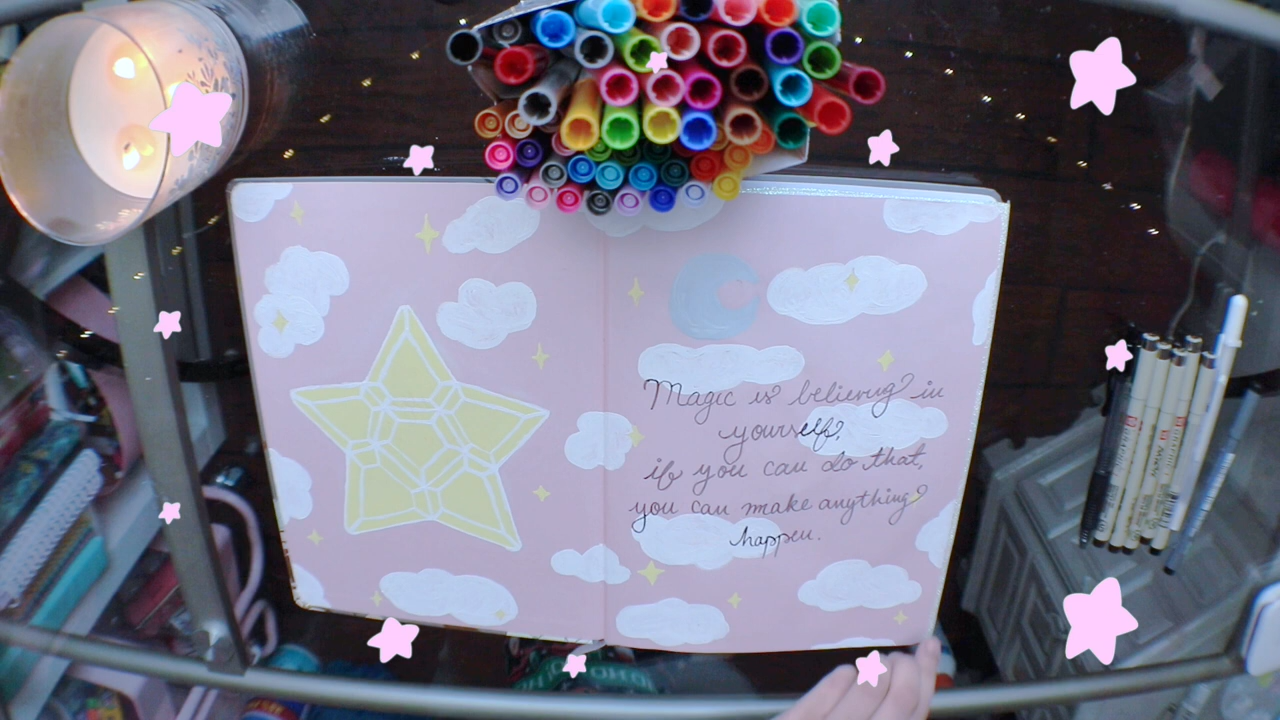 Magic is believing in
yourself,
if you can do that,
you can make anything
happen.